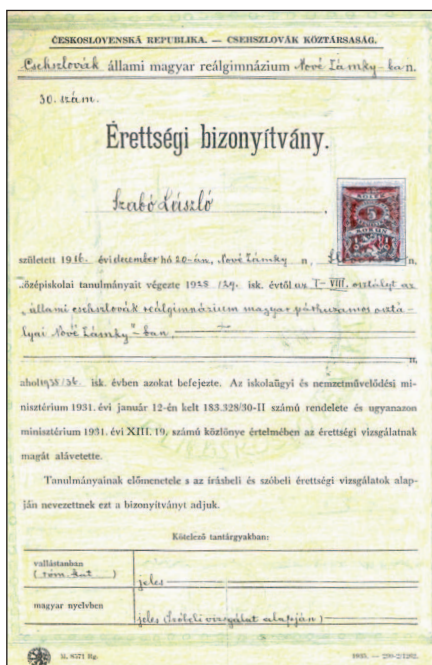 ČESKOSLOVENSKÁ REPUBLIKA. — CSEHSZLOVÁK KÖZTÁRSASÁG.
Csehszlovák állami magyar reálgimnázium Nové Zámky-ban.
30. szám.
Érettségi bizonyítvány.
Szabó László
született 1916. évi december hó 20-án, Nové Zámky n,
középiskolai tanulmányait végezte 1928/29. isk. évtől az I–VIII. osztályt az
„állami csehszlovák reálgimnázium magyar párhuzamos osztá-
lyai Nové Zámky"-ban,
n,
ahol 1935/36. isk. évben azokat befejezte. Az iskolaügyi és nemzetművelődési mi-
nisztérium 1931. évi január 12-én kelt 183.328/30-II számú rendelete és ugyanazon
minisztérium 1931. évi XIII. 19. számú közlönye értelmében az érettségi vizsgálatnak
magát alávetette.
Tanulmányainak előmenetele s az írásbeli és szóbeli érettségi vizsgálatok alap-
ján nevezettnek ezt a bizonyítványt adjuk.
Kötelező tantárgyakban:
vallástanban
(róm. kat.) jeles
magyar nyelvben
jeles (szóbeli vizsgálat alapján)